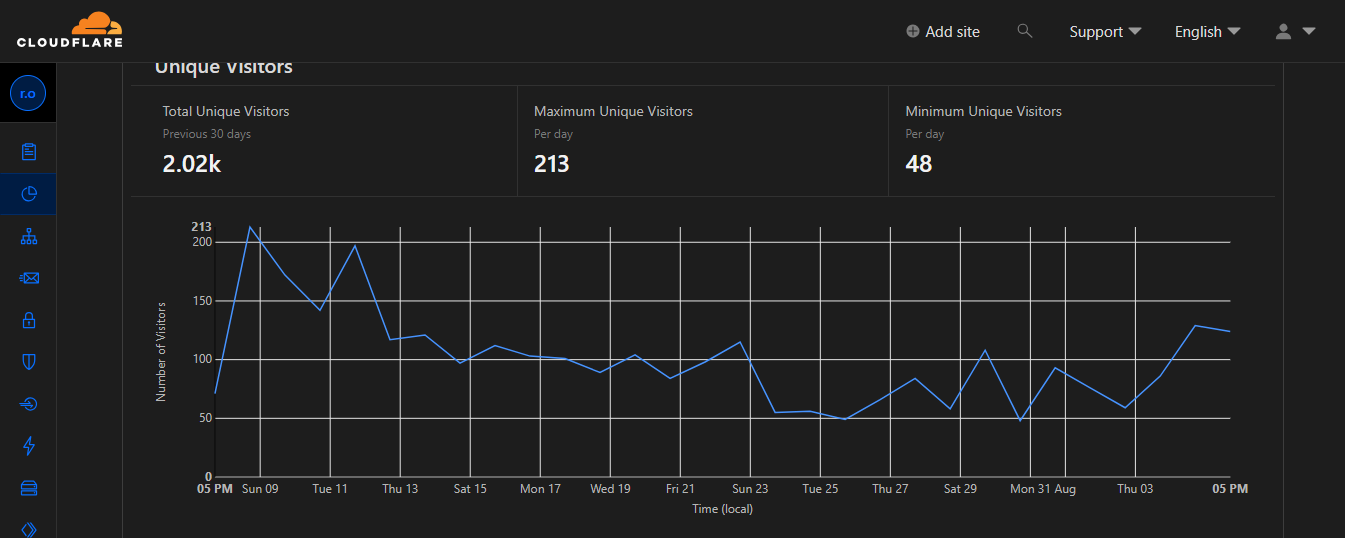 CLOUDFLARE
Add site
Support
English
r.o
Unique Visitors
Total Unique Visitors
Previous 30 days
2.02k
Maximum Unique Visitors
Per day
213
Minimum Unique Visitors
Per day
48
213
200
150
100
50
0
Number of Visitors
05 PM Sun 09 Tue 11 Thu 13 Sat 15 Mon 17 Wed 19 Fri 21 Sun 23 Tue 25 Thu 27 Sat 29 Mon 31 Aug Thu 03 05 PM
Time (local)